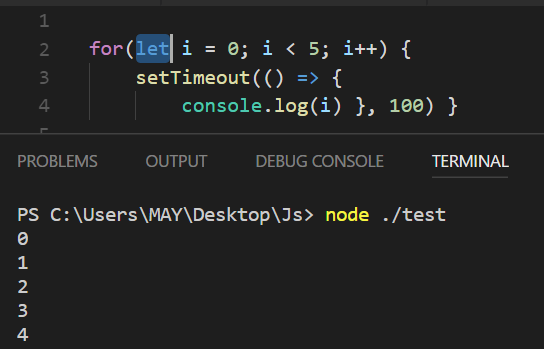 1
2 for(let i = 0; i < 5; i++) {
3 setTimeout(() => {
4 console.log(i) }, 100) }
PROBLEMS OUTPUT DEBUG CONSOLE TERMINAL
PS C:\Users\MAY\Desktop\Js> node ./test
0
1
2
3
4